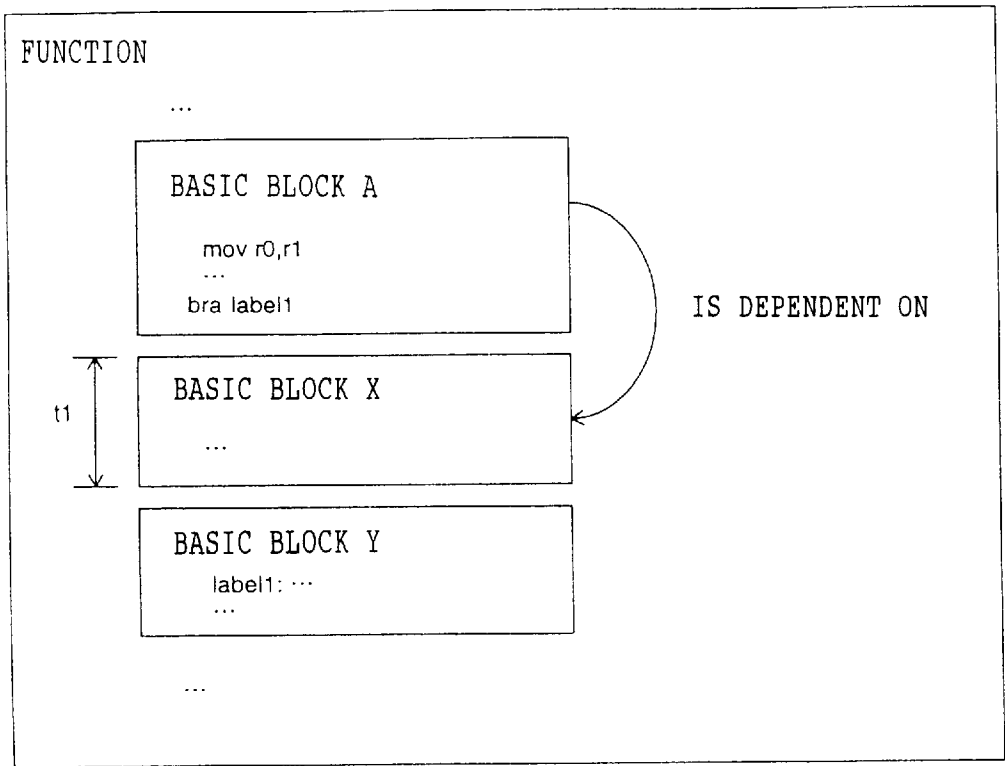 FUNCTION
...
BASIC BLOCK A
mov r0,r1
...
bra label1
IS DEPENDENT ON
t1
BASIC BLOCK X
...
BASIC BLOCK Y
label1: ...
...
...